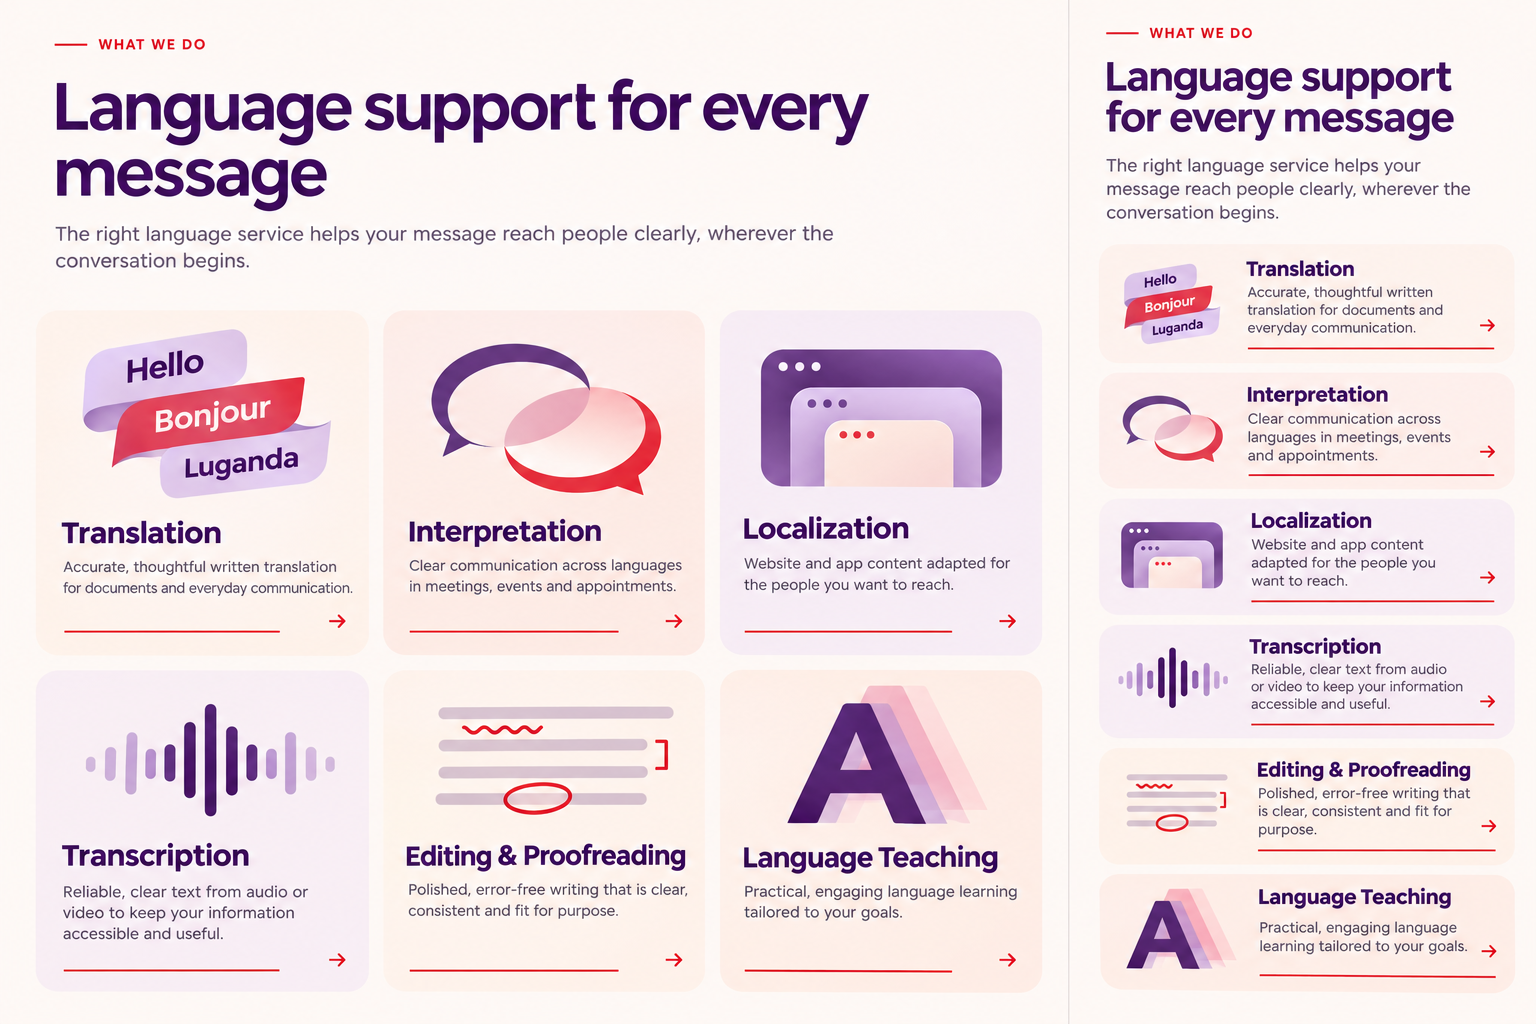 WHAT WE DO
Language support for every
message
The right language service helps your message reach people clearly, wherever the
conversation begins.
Hello
Bonjour
Luganda
Translation
Accurate, thoughtful written translation
for documents and everyday communication.
→
Interpretation
Clear communication across languages
in meetings, events and appointments.
→
Localization
Website and app content adapted for
the people you want to reach.
→
Transcription
Reliable, clear text from audio or
video to keep your information
accessible and useful.
→
Editing & Proofreading
Polished, error-free writing that is clear,
consistent and fit for purpose.
→
A
Language Teaching
Practical, engaging language learning
tailored to your goals.
→
WHAT WE DO
Language support
for every message
The right language service helps your
message reach people clearly, wherever the
conversation begins.
Hello
Bonjour
Luganda
Translation
Accurate, thoughtful written
translation for documents and
everyday communication.
→
Interpretation
Clear communication across
languages in meetings, events
and appointments.
→
Localization
Website and app content
adapted for the people you
want to reach.
→
Transcription
Reliable, clear text from audio
or video to keep your information
accessible and useful.
→
Editing & Proofreading
Polished, error-free writing that
is clear, consistent and fit for
purpose.
→
A
Language Teaching
Practical, engaging language
learning tailored to your goals.
→